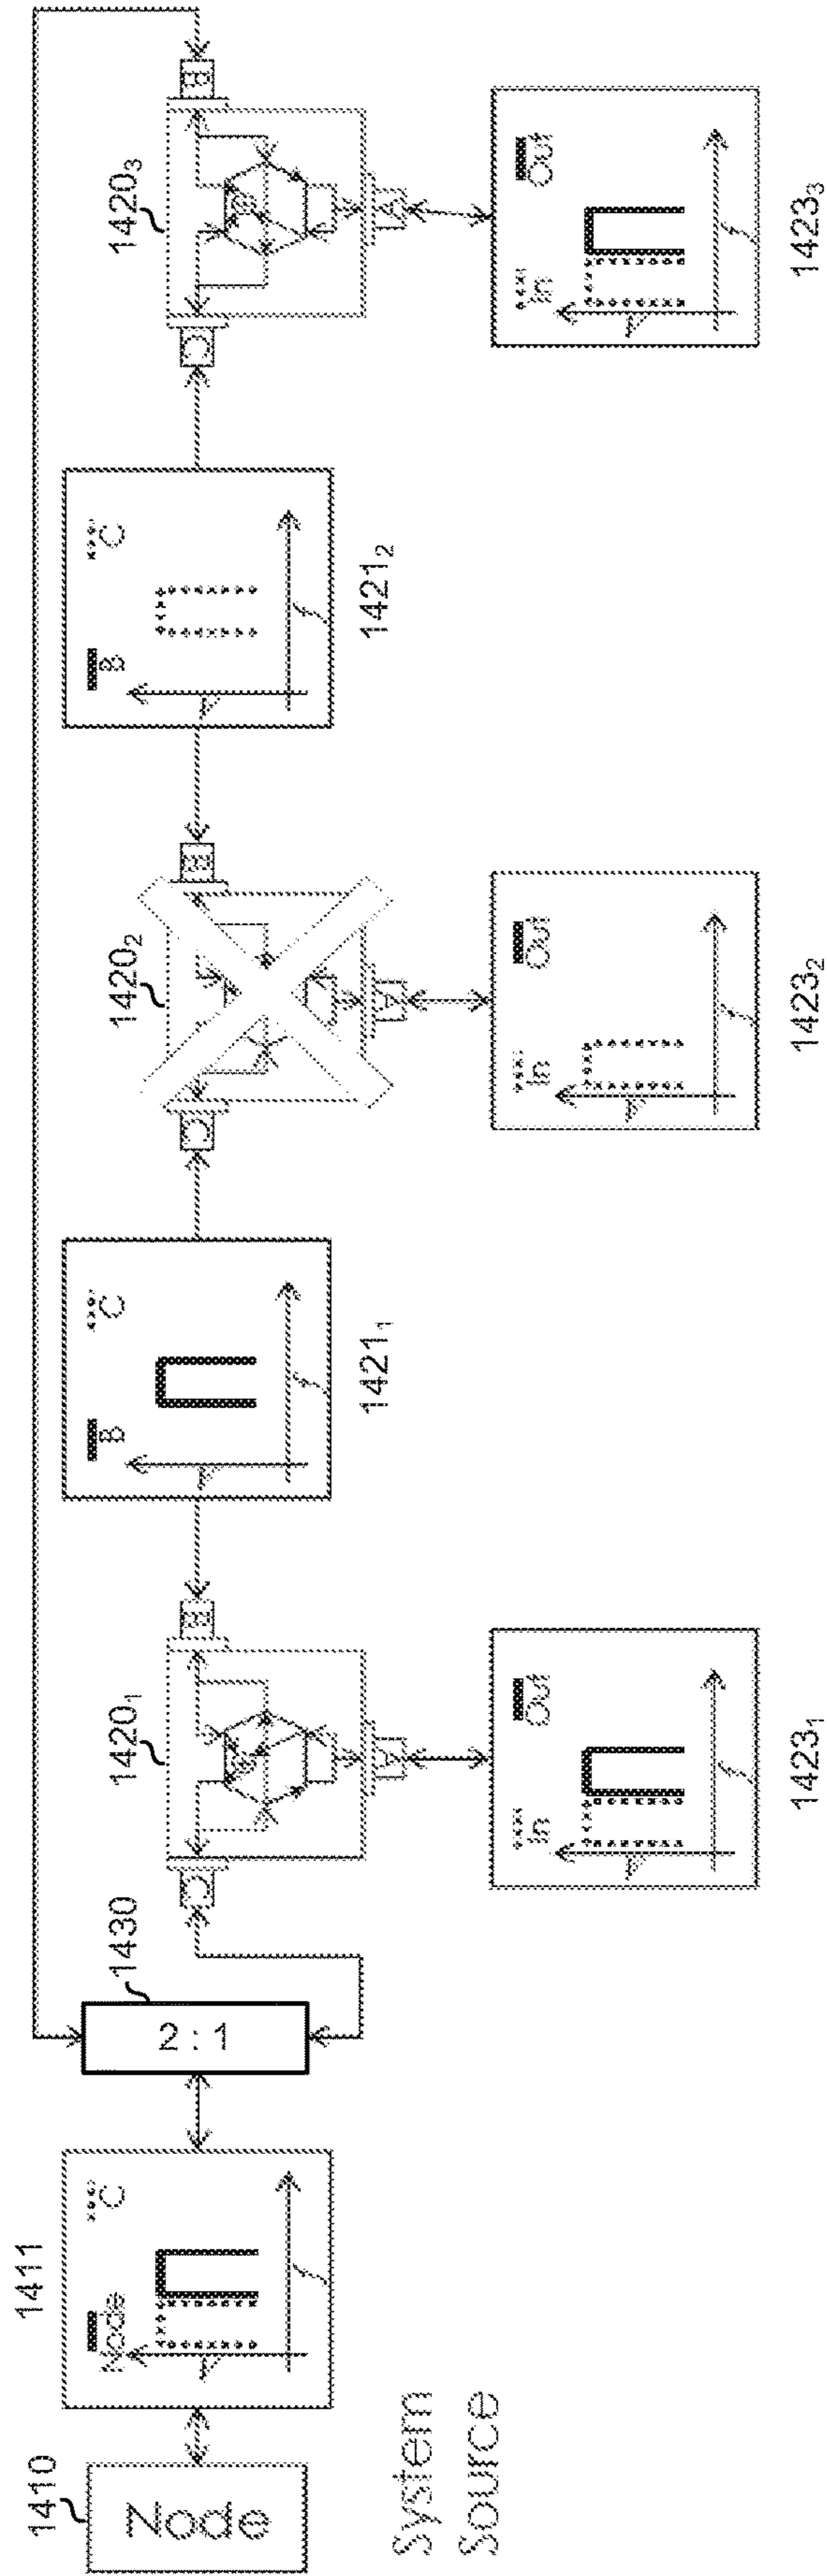 1410
Node
System
Source
1411
Node
C
V
f
1430
2 : 1
1420₁
C
B
A
In
Out
V
f
1423₁
B
C
V
f
1421₁
1420₂
C
B
A
In
Out
V
f
1423₂
B
C
V
f
1421₂
1420₃
C
B
A
In
Out
V
f
1423₃